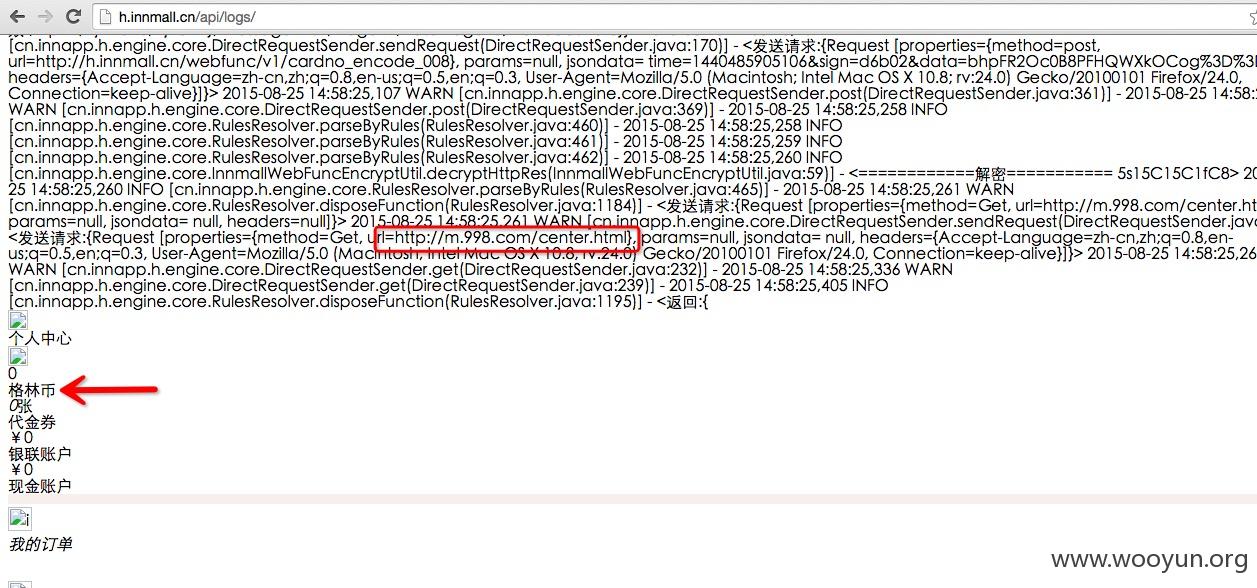 h.innmall.cn/api/logs/
[cn.innapp.h.engine.core.DirectRequestSender.sendRequest(DirectRequestSender.java:170)] - <发送请求:{Request [properties={method=post,
url=http://h.innmall.cn/webfunc/v1/cardno_encode_008}, params=null, jsondata= time=1440485905106&sign=d6b02&data=bhpFR2Oc0B8PFHQWXkOCog%3D%3
headers={Accept-Language=zh-cn,zh;q=0.8,en-us;q=0.5,en;q=0.3, User-Agent=Mozilla/5.0 (Macintosh; Intel Mac OS X 10.8; rv:24.0) Gecko/20100101 Firefox/24.0,
Connection=keep-alive}]}> 2015-08-25 14:58:25,107 WARN [cn.innapp.h.engine.core.DirectRequestSender.post(DirectRequestSender.java:361)] - 2015-08-25 14:58:2
WARN [cn.innapp.h.engine.core.DirectRequestSender.post(DirectRequestSender.java:369)] - 2015-08-25 14:58:25,258 INFO
[cn.innapp.h.engine.core.RulesResolver.parseByRules(RulesResolver.java:460)] - 2015-08-25 14:58:25,258 INFO
[cn.innapp.h.engine.core.RulesResolver.parseByRules(RulesResolver.java:461)] - 2015-08-25 14:58:25,259 INFO
[cn.innapp.h.engine.core.RulesResolver.parseByRules(RulesResolver.java:462)] - 2015-08-25 14:58:25,260 INFO
[cn.innapp.h.engine.core.InnmallWebFuncEncryptUtil.decryptHttpRes(InnmallWebFuncEncryptUtil.java:59)] - <============解密=========== 5s15C15C1fC8> 20
25 14:58:25,260 INFO [cn.innapp.h.engine.core.RulesResolver.parseByRules(RulesResolver.java:465)] - 2015-08-25 14:58:25,261 WARN
[cn.innapp.h.engine.core.RulesResolver.disposeFunction(RulesResolver.java:1184)] - <发送请求:{Request [properties={method=Get, url=http://m.998.com/center.ht
params=null, jsondata= null, headers=null]}> 2015-08-25 14:58:25,261 WARN [cn.innapp.h.engine.core.DirectRequestSender.sendRequest(DirectRequestSender.java:
<发送请求:{Request [properties={method=Get, url=http://m.998.com/center.html}, params=null, jsondata= null, headers={Accept-Language=zh-cn,zh;q=0.8,en-
us;q=0.5,en;q=0.3, User-Agent=Mozilla/5.0 (Macintosh; Intel Mac OS X 10.8; rv:24.0) Gecko/20100101 Firefox/24.0, Connection=keep-alive}]}> 2015-08-25 14:58:25,26
WARN [cn.innapp.h.engine.core.DirectRequestSender.get(DirectRequestSender.java:232)] - 2015-08-25 14:58:25,336 WARN
[cn.innapp.h.engine.core.DirectRequestSender.get(DirectRequestSender.java:239)] - 2015-08-25 14:58:25,405 INFO
[cn.innapp.h.engine.core.RulesResolver.disposeFunction(RulesResolver.java:1195)] - <返回:{
个人中心
0
格林币
0张
代金券
￥0
银联账户
￥0
现金账户
i
我的订单
www.wooyun.org